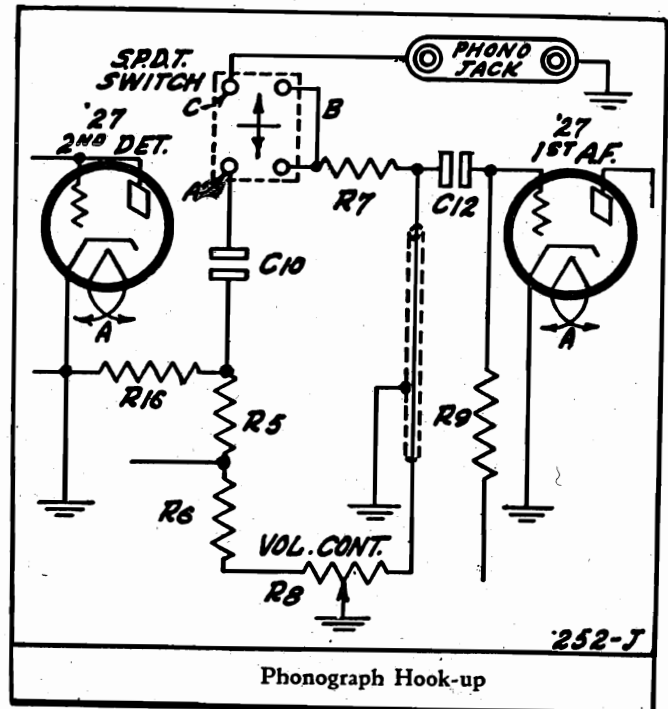 PHONO
JACK
S.P.D.T.
SWITCH
C
B
'27
2ND DET.
'27
1ST A.F.
A
R7
C12
C10
A
A
R16
R5
R9
R6
VOL. CONT.
R8
'252-J
Phonograph Hook-up